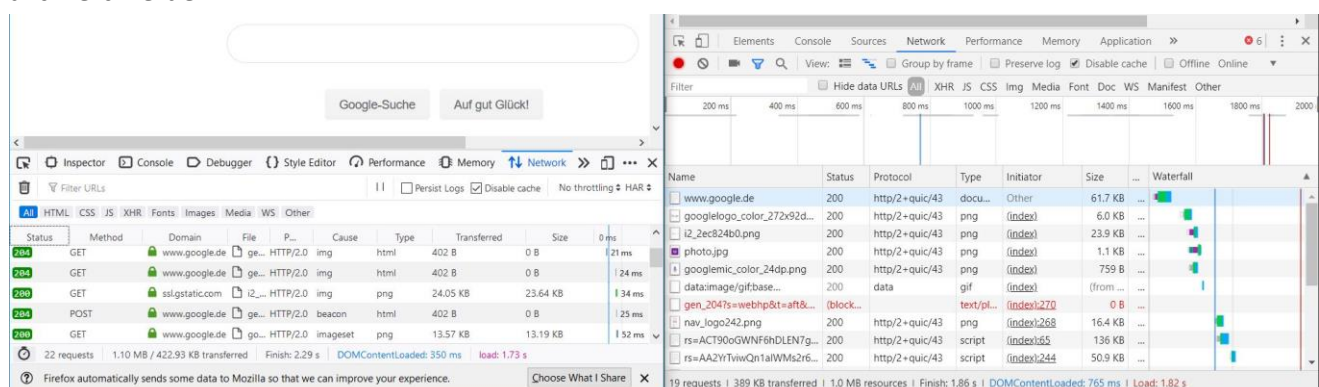 Google-Suche Auf gut Glück!
Inspector Console Debugger {} Style Editor Performance Memory Network
Filter URLs Persist Logs Disable cache No throttling HAR
All HTML CSS JS XHR Fonts Images Media WS Other
Status Method Domain File P... Cause Type Transferred Size 0 ms
204 GET www.google.de ge... HTTP/2.0 img html 402 B 0 B 21 ms
204 GET www.google.de ge... HTTP/2.0 img html 402 B 0 B 24 ms
200 GET ssl.gstatic.com i2_... HTTP/2.0 img png 24.05 KB 23.64 KB 34 ms
204 POST www.google.de ge... HTTP/2.0 beacon html 402 B 0 B 25 ms
200 GET www.google.de go... HTTP/2.0 imageset png 13.57 KB 13.19 KB 52 ms
22 requests 1.10 MB / 422.93 KB transferred Finish: 2.29 s DOMContentLoaded: 350 ms load: 1.73 s
Firefox automatically sends some data to Mozilla so that we can improve your experience. Choose What I Share X
Elements Console Sources Network Performance Memory Application » 6
View: Group by frame Preserve log Disable cache Offline Online
Filter Hide data URLs All XHR JS CSS Img Media Font Doc WS Manifest Other
200 ms 400 ms 600 ms 800 ms 1000 ms 1200 ms 1400 ms 1600 ms 1800 ms 2000
Name Status Protocol Type Initiator Size ... Waterfall
www.google.de 200 http/2+quic/43 docu... Other 61.7 KB ...
googlelogo_color_272x92d... 200 http/2+quic/43 png (index) 6.0 KB ...
i2_2ec824b0.png 200 http/2+quic/43 png (index) 23.9 KB ...
photo.jpg 200 http/2+quic/43 png (index) 1.1 KB ...
googlemic_color_24dp.png 200 http/2+quic/43 png (index) 759 B ...
data:image/gif;base... 200 data gif (index) (from ... ...
gen_204?s=webhp&t=aft&... (block... text/pl... (index):270 0 B ...
nav_logo242.png 200 http/2+quic/43 png (index):268 16.4 KB ...
rs=ACT90oGWNF6hDLEN7g... 200 http/2+quic/43 script (index):65 136 KB ...
rs=AA2YrTviwQn1aIWMs2r6... 200 http/2+quic/43 script (index):244 50.9 KB ...
19 requests | 389 KB transferred | 1.0 MB resources | Finish: 1.86 s | DOMContentLoaded: 765 ms | Load: 1.82 s